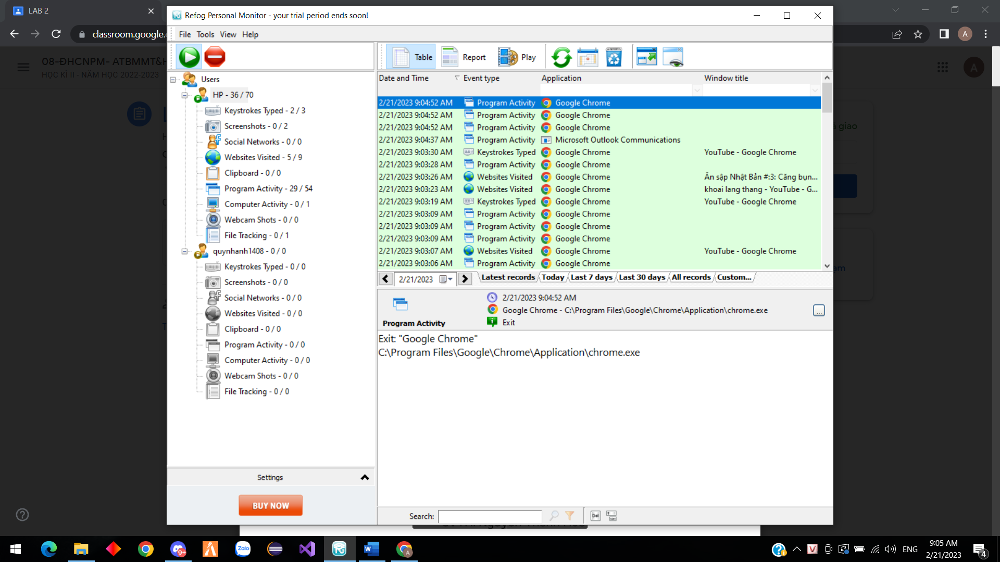 LAB 2
classroom.google.c
08-ĐHCNPM- ATBMMT&H
HỌC KÌ II - NĂM HỌC 2022-2023
Refog Personal Monitor - your trial period ends soon!
File Tools View Help
Users
HP - 36 / 70
Keystrokes Typed - 2 / 3
Screenshots - 0 / 2
Social Networks - 0 / 0
Websites Visited - 5 / 9
Clipboard - 0 / 0
Program Activity - 29 / 54
Computer Activity - 0 / 1
Webcam Shots - 0 / 0
File Tracking - 0 / 1
quynhanh1408 - 0 / 0
Keystrokes Typed - 0 / 0
Screenshots - 0 / 0
Social Networks - 0 / 0
Websites Visited - 0 / 0
Clipboard - 0 / 0
Program Activity - 0 / 0
Computer Activity - 0 / 0
Webcam Shots - 0 / 0
File Tracking - 0 / 0
Settings
BUY NOW
Table Report Play
Date and Time Event type Application Window title
2/21/2023 9:04:52 AM Program Activity Google Chrome
2/21/2023 9:04:52 AM Program Activity Google Chrome
2/21/2023 9:04:52 AM Program Activity Google Chrome
2/21/2023 9:04:37 AM Program Activity Microsoft Outlook Communications
2/21/2023 9:03:30 AM Keystrokes Typed Google Chrome YouTube - Google Chrome
2/21/2023 9:03:28 AM Program Activity Google Chrome
2/21/2023 9:03:26 AM Websites Visited Google Chrome Ăn sập Nhật Bản #:3: Căng bụn...
2/21/2023 9:03:23 AM Websites Visited Google Chrome khoai lang thang - YouTube - G...
2/21/2023 9:03:19 AM Keystrokes Typed Google Chrome YouTube - Google Chrome
2/21/2023 9:03:09 AM Program Activity Google Chrome
2/21/2023 9:03:09 AM Program Activity Google Chrome
2/21/2023 9:03:09 AM Program Activity Google Chrome
2/21/2023 9:03:07 AM Websites Visited Google Chrome YouTube - Google Chrome
2/21/2023 9:03:06 AM Program Activity Google Chrome
2/21/2023 Latest records Today Last 7 days Last 30 days All records Custom...
2/21/2023 9:04:52 AM
Google Chrome - C:\Program Files\Google\Chrome\Application\chrome.exe
...
Program Activity
Exit
Exit: "Google Chrome"
C:\Program Files\Google\Chrome\Application\chrome.exe
Search:
Del
A
A
giao
Zalo
9+
A
ENG
9:05 AM
2/21/2023
4